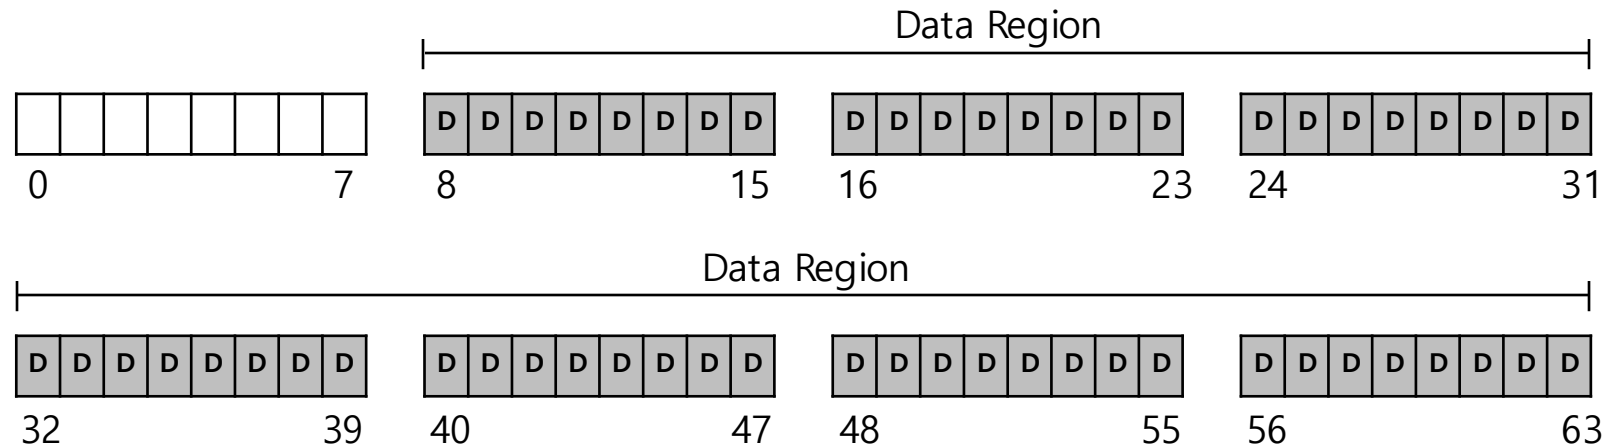 Data Region
D D D D D D D D D D D D D D D D D D D D D D D D
0 7 8 15 16 23 24 31
Data Region
D D D D D D D D D D D D D D D D D D D D D D D D D D D D D D D D
32 39 40 47 48 55 56 63